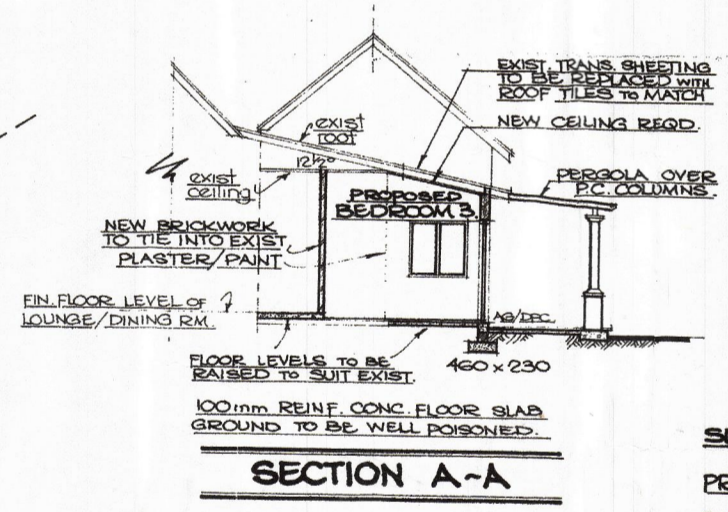 EXIST. TRANS. SHEETING
TO BE REPLACED WITH
ROOF TILES TO MATCH
NEW CEILING REQD.
exist
roof
12½°
exist
ceiling
PERGOLA OVER
P.C. COLUMNS.
PROPOSED
BEDROOM 3.
NEW BRICKWORK
TO TIE INTO EXIST
PLASTER/PAINT
FIN. FLOOR LEVEL OF
LOUNGE/DINING RM.
AG/DEC.
FLOOR LEVELS TO BE
RAISED TO SUIT EXIST.
460 x 230
100mm REINF. CONC. FLOOR SLAB
GROUND TO BE WELL POISONED.
SECTION A~A